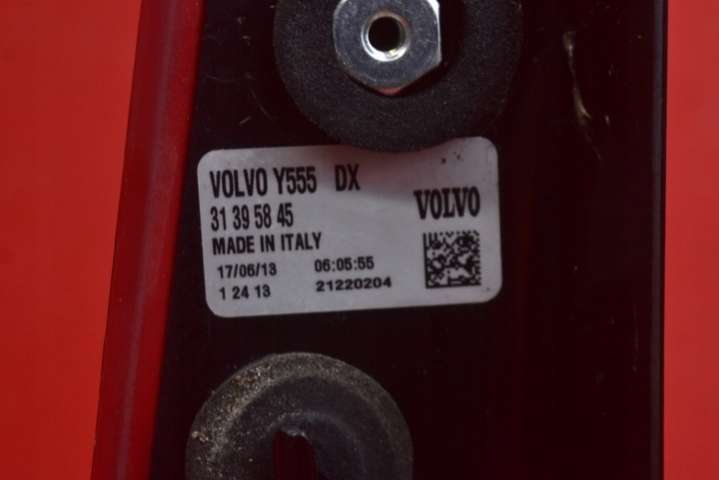 VOLVO Y555 DX
31 39 58 45
VOLVO
MADE IN ITALY
17/06/13 06:05:55
1 24 13 21220204